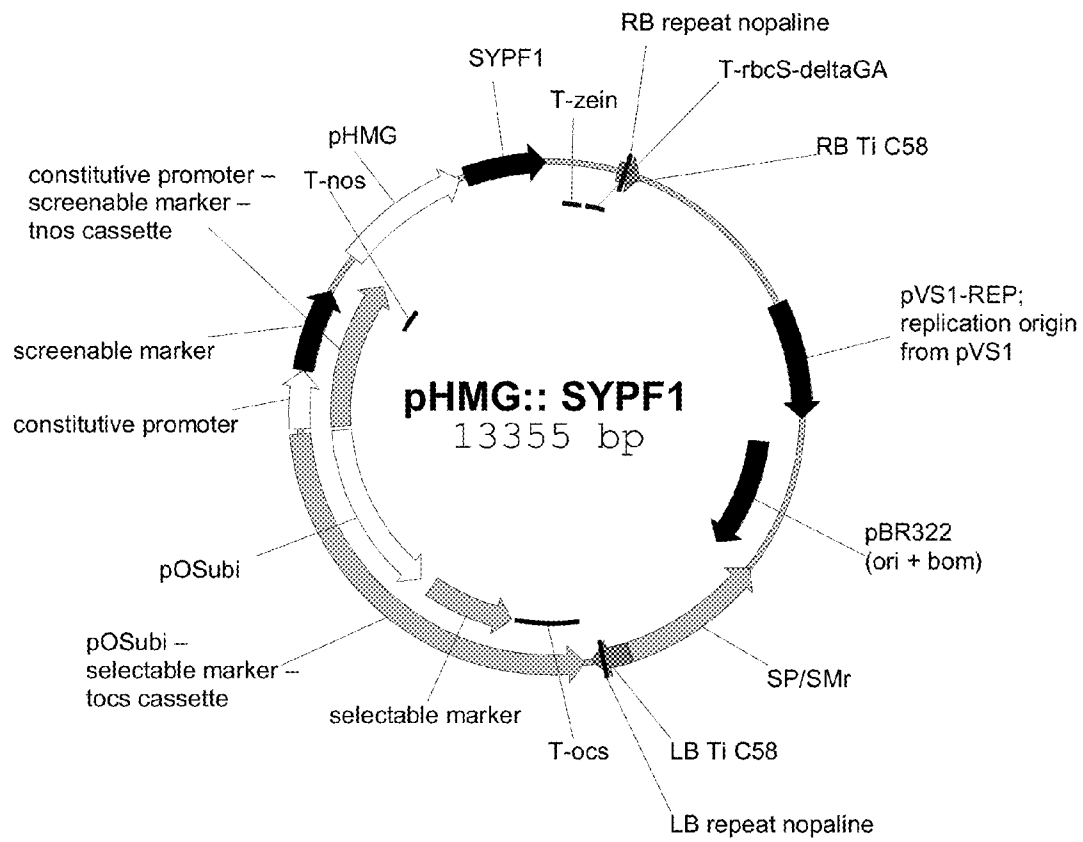 RB repeat nopaline
SYPF1
T-rbcS-deltaGA
T-zein
pHMG
RB Ti C58
T-nos
constitutive promoter –
screenable marker –
tnos cassette
pVS1-REP;
replication origin
from pVS1
screenable marker
pHMG:: SYPF1
constitutive promoter
13355 bp
pBR322
(ori + bom)
pOSubi
pOSubi –
selectable marker –
tocs cassette
SP/SMr
selectable marker
T-ocs
LB Ti C58
LB repeat nopaline